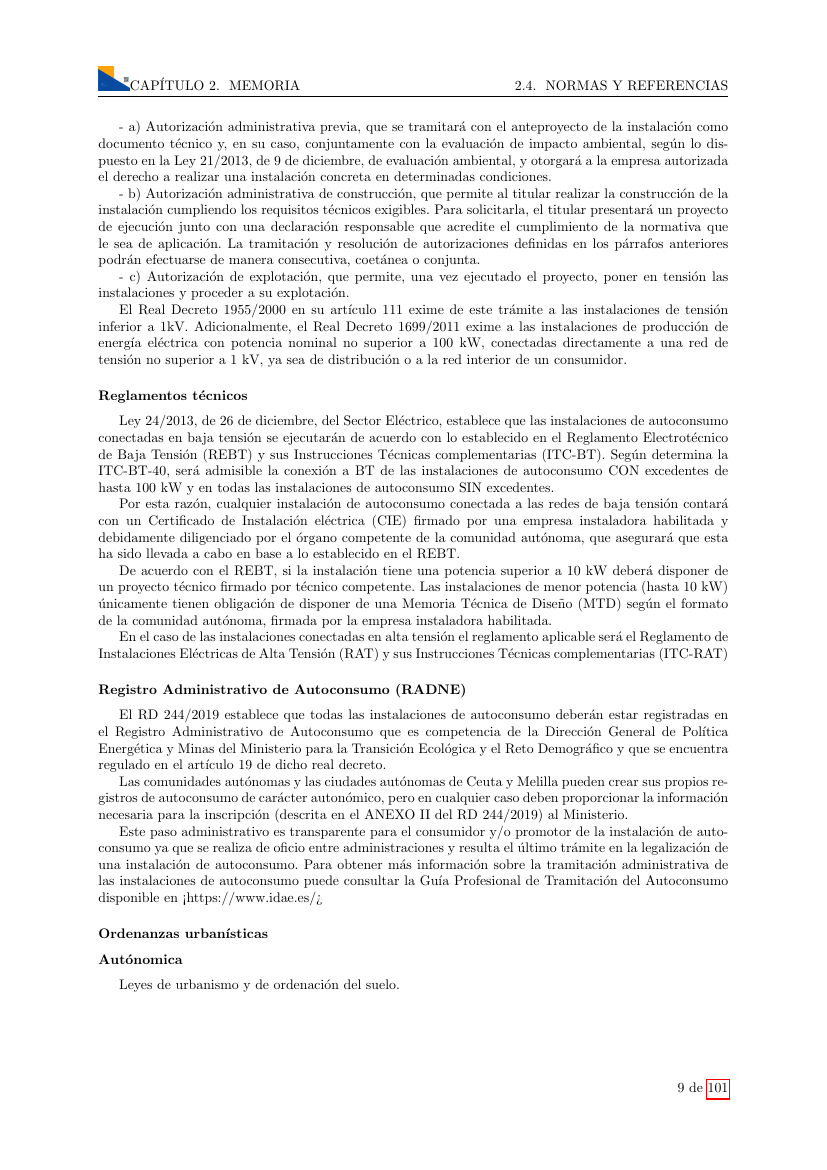 CAPÍTULO 2. MEMORIA 2.4. NORMAS Y REFERENCIAS
- a) Autorización administrativa previa, que se tramitará con el anteproyecto de la instalación como
documento técnico y, en su caso, conjuntamente con la evaluación de impacto ambiental, según lo dis-
puesto en la Ley 21/2013, de 9 de diciembre, de evaluación ambiental, y otorgará a la empresa autorizada
el derecho a realizar una instalación concreta en determinadas condiciones.
- b) Autorización administrativa de construcción, que permite al titular realizar la construcción de la
instalación cumpliendo los requisitos técnicos exigibles. Para solicitarla, el titular presentará un proyecto
de ejecución junto con una declaración responsable que acredite el cumplimiento de la normativa que
le sea de aplicación. La tramitación y resolución de autorizaciones definidas en los párrafos anteriores
podrán efectuarse de manera consecutiva, coetánea o conjunta.
- c) Autorización de explotación, que permite, una vez ejecutado el proyecto, poner en tensión las
instalaciones y proceder a su explotación.
El Real Decreto 1955/2000 en su artículo 111 exime de este trámite a las instalaciones de tensión
inferior a 1kV. Adicionalmente, el Real Decreto 1699/2011 exime a las instalaciones de producción de
energía eléctrica con potencia nominal no superior a 100 kW, conectadas directamente a una red de
tensión no superior a 1 kV, ya sea de distribución o a la red interior de un consumidor.
Reglamentos técnicos
Ley 24/2013, de 26 de diciembre, del Sector Eléctrico, establece que las instalaciones de autoconsumo
conectadas en baja tensión se ejecutarán de acuerdo con lo establecido en el Reglamento Electrotécnico
de Baja Tensión (REBT) y sus Instrucciones Técnicas complementarias (ITC-BT). Según determina la
ITC-BT-40, será admisible la conexión a BT de las instalaciones de autoconsumo CON excedentes de
hasta 100 kW y en todas las instalaciones de autoconsumo SIN excedentes.
Por esta razón, cualquier instalación de autoconsumo conectada a las redes de baja tensión contará
con un Certificado de Instalación eléctrica (CIE) firmado por una empresa instaladora habilitada y
debidamente diligenciado por el órgano competente de la comunidad autónoma, que asegurará que esta
ha sido llevada a cabo en base a lo establecido en el REBT.
De acuerdo con el REBT, si la instalación tiene una potencia superior a 10 kW deberá disponer de
un proyecto técnico firmado por técnico competente. Las instalaciones de menor potencia (hasta 10 kW)
únicamente tienen obligación de disponer de una Memoria Técnica de Diseño (MTD) según el formato
de la comunidad autónoma, firmada por la empresa instaladora habilitada.
En el caso de las instalaciones conectadas en alta tensión el reglamento aplicable será el Reglamento de
Instalaciones Eléctricas de Alta Tensión (RAT) y sus Instrucciones Técnicas complementarias (ITC-RAT)
Registro Administrativo de Autoconsumo (RADNE)
El RD 244/2019 establece que todas las instalaciones de autoconsumo deberán estar registradas en
el Registro Administrativo de Autoconsumo que es competencia de la Dirección General de Política
Energética y Minas del Ministerio para la Transición Ecológica y el Reto Demográfico y que se encuentra
regulado en el artículo 19 de dicho real decreto.
Las comunidades autónomas y las ciudades autónomas de Ceuta y Melilla pueden crear sus propios re-
gistros de autoconsumo de carácter autonómico, pero en cualquier caso deben proporcionar la información
necesaria para la inscripción (descrita en el ANEXO II del RD 244/2019) al Ministerio.
Este paso administrativo es transparente para el consumidor y/o promotor de la instalación de auto-
consumo ya que se realiza de oficio entre administraciones y resulta el último trámite en la legalización de
una instalación de autoconsumo. Para obtener más información sobre la tramitación administrativa de
las instalaciones de autoconsumo puede consultar la Guía Profesional de Tramitación del Autoconsumo
disponible en ¡https://www.idae.es/¿
Ordenanzas urbanísticas
Autónomica
Leyes de urbanismo y de ordenación del suelo.
9 de 101